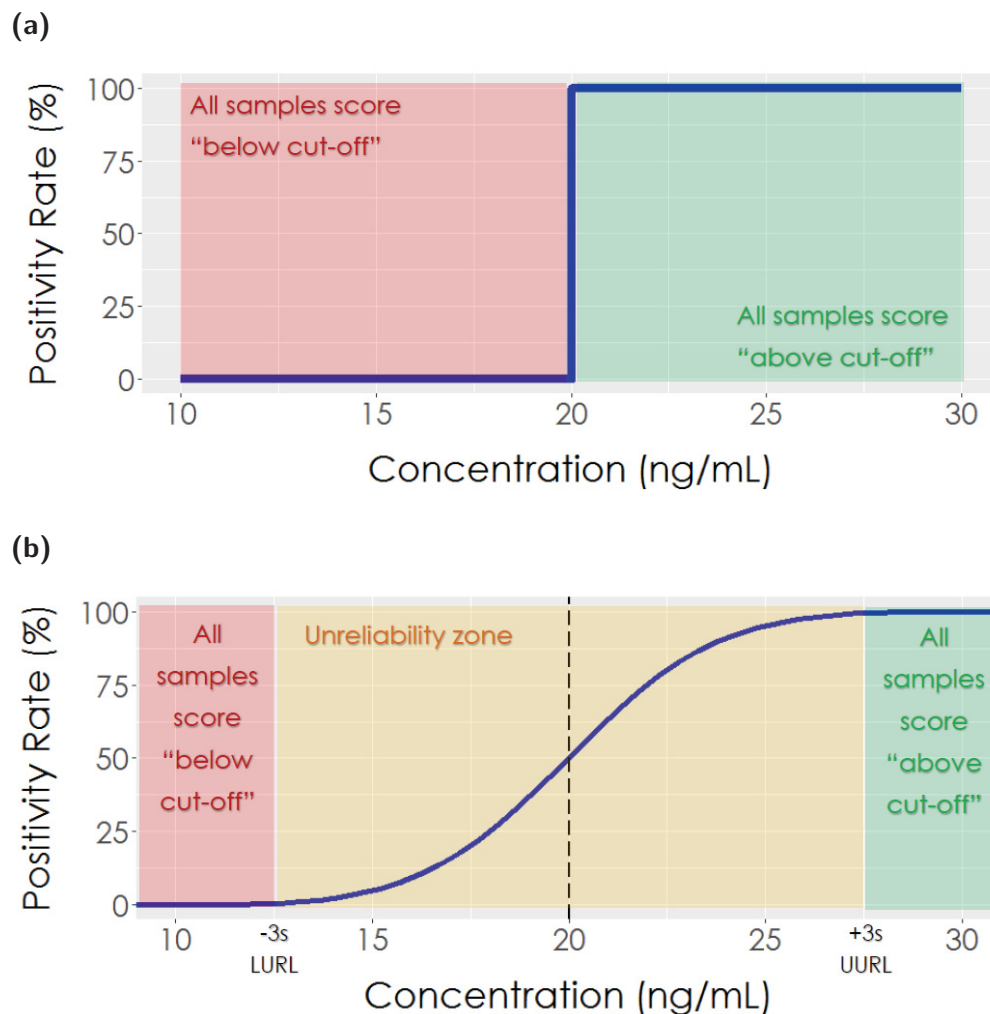 (a)
Positivity Rate (%)
100
75
50
25
0
All samples score
“below cut-off”
All samples score
“above cut-off”
10 15 20 25 30
Concentration (ng/mL)
(b)
Positivity Rate (%)
100
75
50
25
0
All
samples
score
“below
cut-off”
Unreliability zone
All
samples
score
“above
cut-off”
10 15 20 25 30
-3s
LURL
+3s
UURL
Concentration (ng/mL)